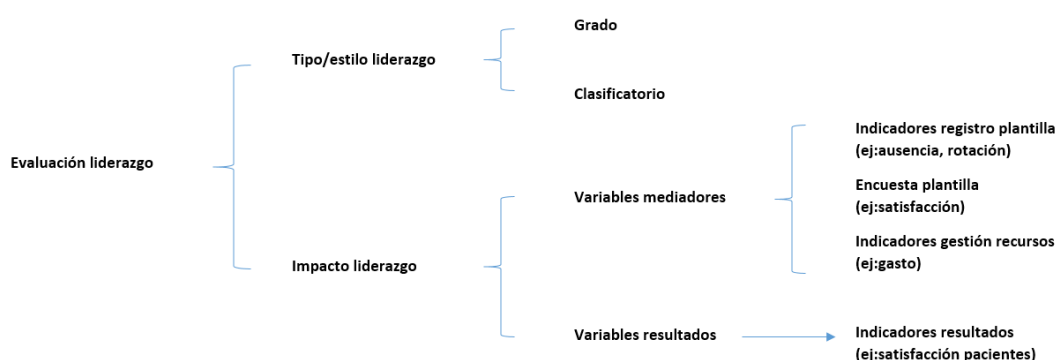 Grado
Tipo/estilo liderazgo
Clasificatorio
Indicadores registro plantilla
(ej:ausencia, rotación)
Evaluación liderazgo
Encuesta plantilla
(ej:satisfacción)
Variables mediadores
Indicadores gestión recursos
(ej:gasto)
Impacto liderazgo
Variables resultados
Indicadores resultados
(ej:satisfacción pacientes)